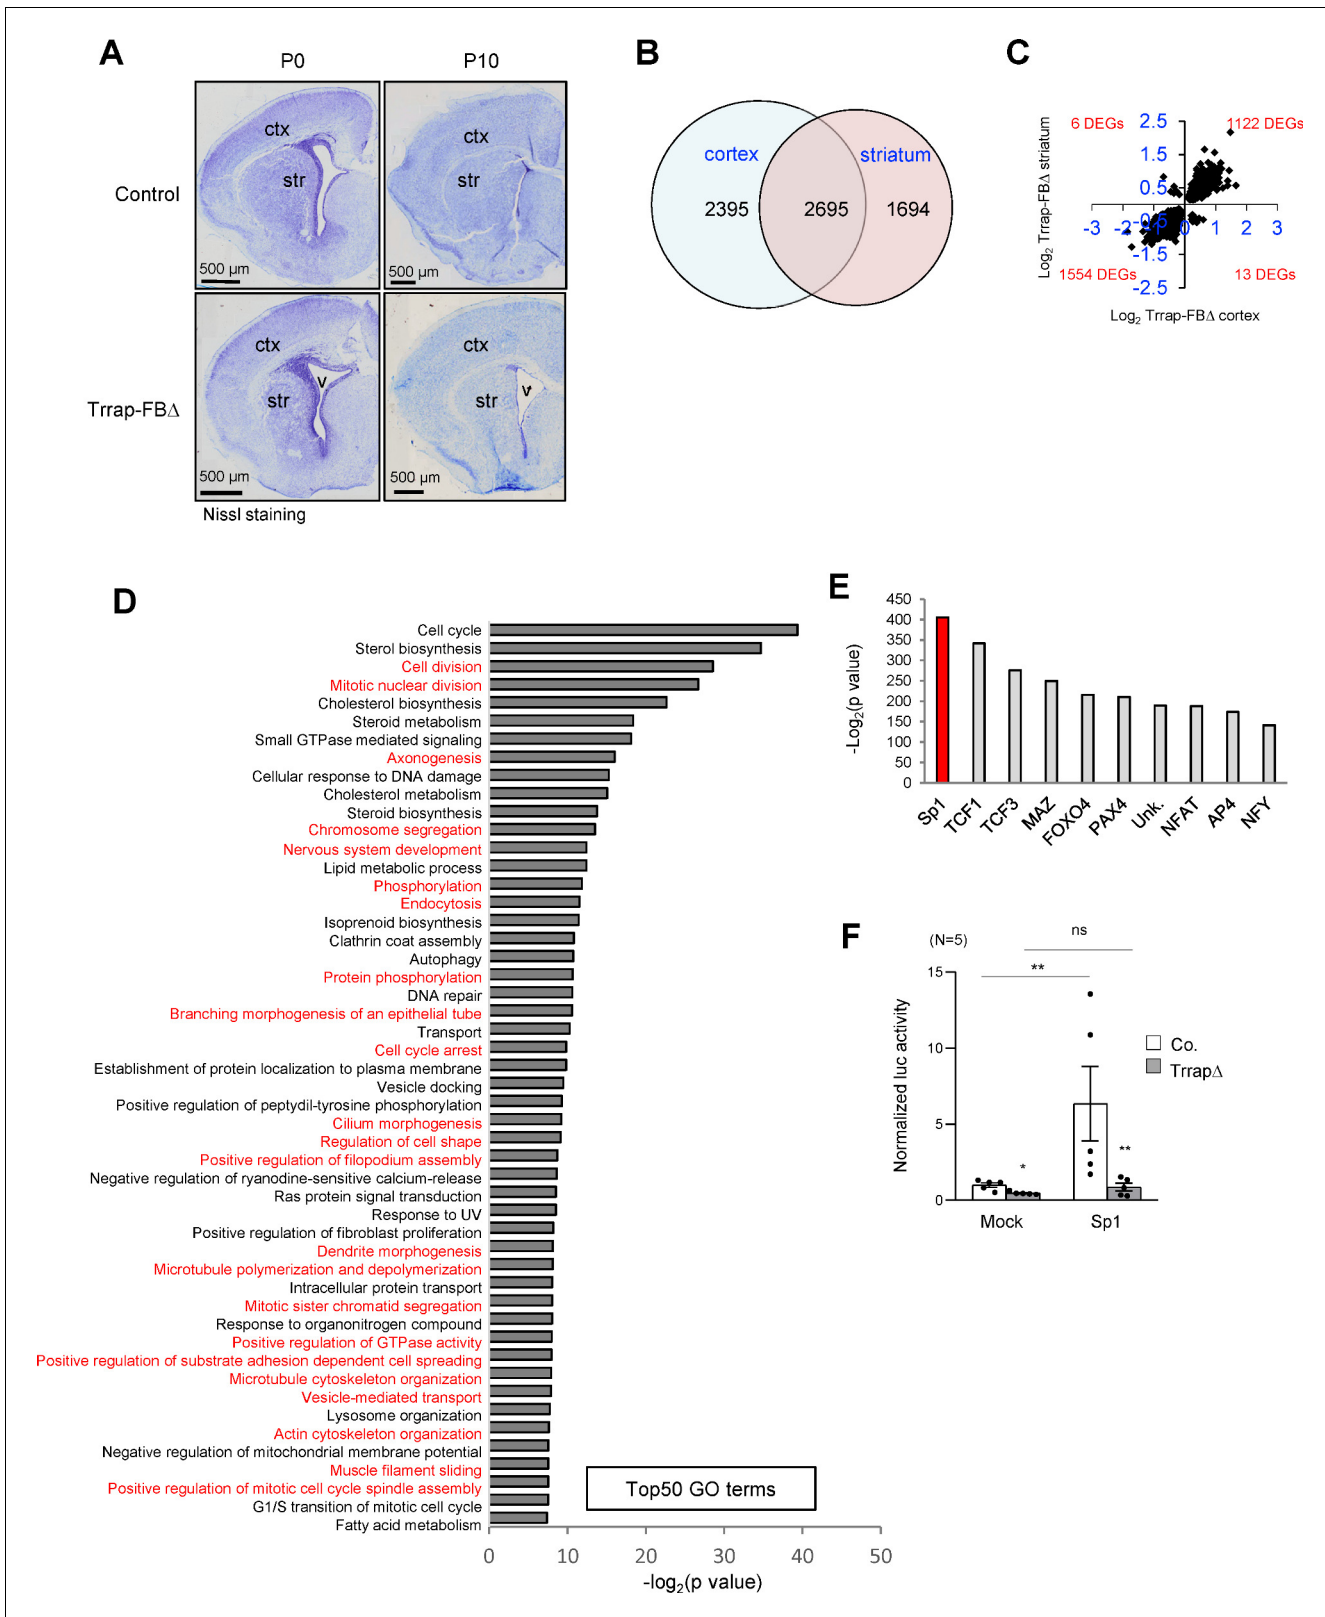 A
P0
P10
Control
ctx
str
500 µm
ctx
str
500 µm
Trrap-FB∆
ctx
v
str
500 µm
ctx
v
str
500 µm
Nissl staining
B
cortex
striatum
2395
2695
1694
C
6 DEGs
1122 DEGs
1554 DEGs
13 DEGs
Log2 Trrap-FB∆ striatum
2.5
1.5
0.5
-0.5
-1.5
-2.5
-3 -2 -1 0 1 2 3
Log2 Trrap-FB∆ cortex
D
Cell cycle
Sterol biosynthesis
Cell division
Mitotic nuclear division
Cholesterol biosynthesis
Steroid metabolism
Small GTPase mediated signaling
Axonogenesis
Cellular response to DNA damage
Cholesterol metabolism
Steroid biosynthesis
Chromosome segregation
Nervous system development
Lipid metabolic process
Phosphorylation
Endocytosis
Isoprenoid biosynthesis
Clathrin coat assembly
Autophagy
Protein phosphorylation
DNA repair
Branching morphogenesis of an epithelial tube
Transport
Cell cycle arrest
Establishment of protein localization to plasma membrane
Vesicle docking
Positive regulation of peptydil-tyrosine phosphorylation
Cilium morphogenesis
Regulation of cell shape
Positive regulation of filopodium assembly
Negative regulation of ryanodine-sensitive calcium-release
Ras protein signal transduction
Response to UV
Positive regulation of fibroblast proliferation
Dendrite morphogenesis
Microtubule polymerization and depolymerization
Intracellular protein transport
Mitotic sister chromatid segregation
Response to organonitrogen compound
Positive regulation of GTPase activity
Positive regulation of substrate adhesion dependent cell spreading
Microtubule cytoskeleton organization
Vesicle-mediated transport
Lysosome organization
Actin cytoskeleton organization
Negative regulation of mitochondrial membrane potential
Muscle filament sliding
Positive regulation of mitotic cell cycle spindle assembly
G1/S transition of mitotic cell cycle
Fatty acid metabolism
Top50 GO terms
0 10 20 30 40 50
-log2(p value)
E
-Log2(p value)
450
400
350
300
250
200
150
100
50
0
Sp1 TCF1 TCF3 MAZ FOXO4 PAX4 Unk. NFAT AP4 NFY
F
(N=5)
ns
**
Normalized luc activity
15
10
5
0
*
**
Co.
Trrap∆
Mock Sp1